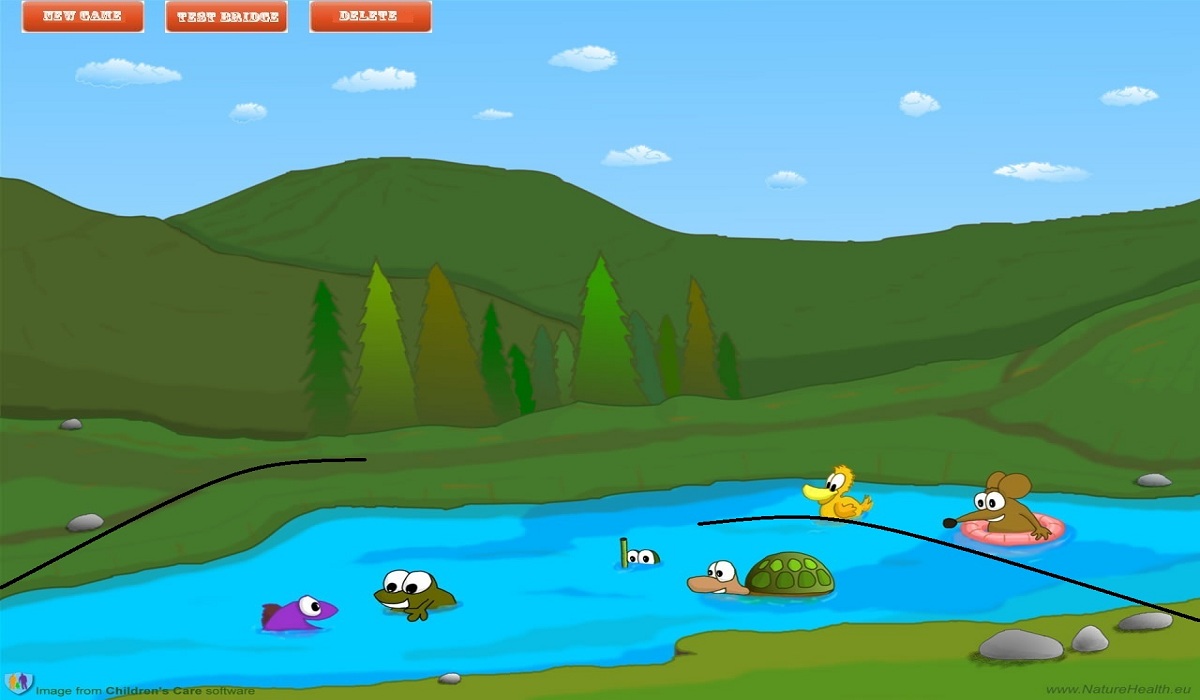 NEW GAME
TEST BRIDGE
DELETE
Image from Children's Care software
www.NatureHealth.eu